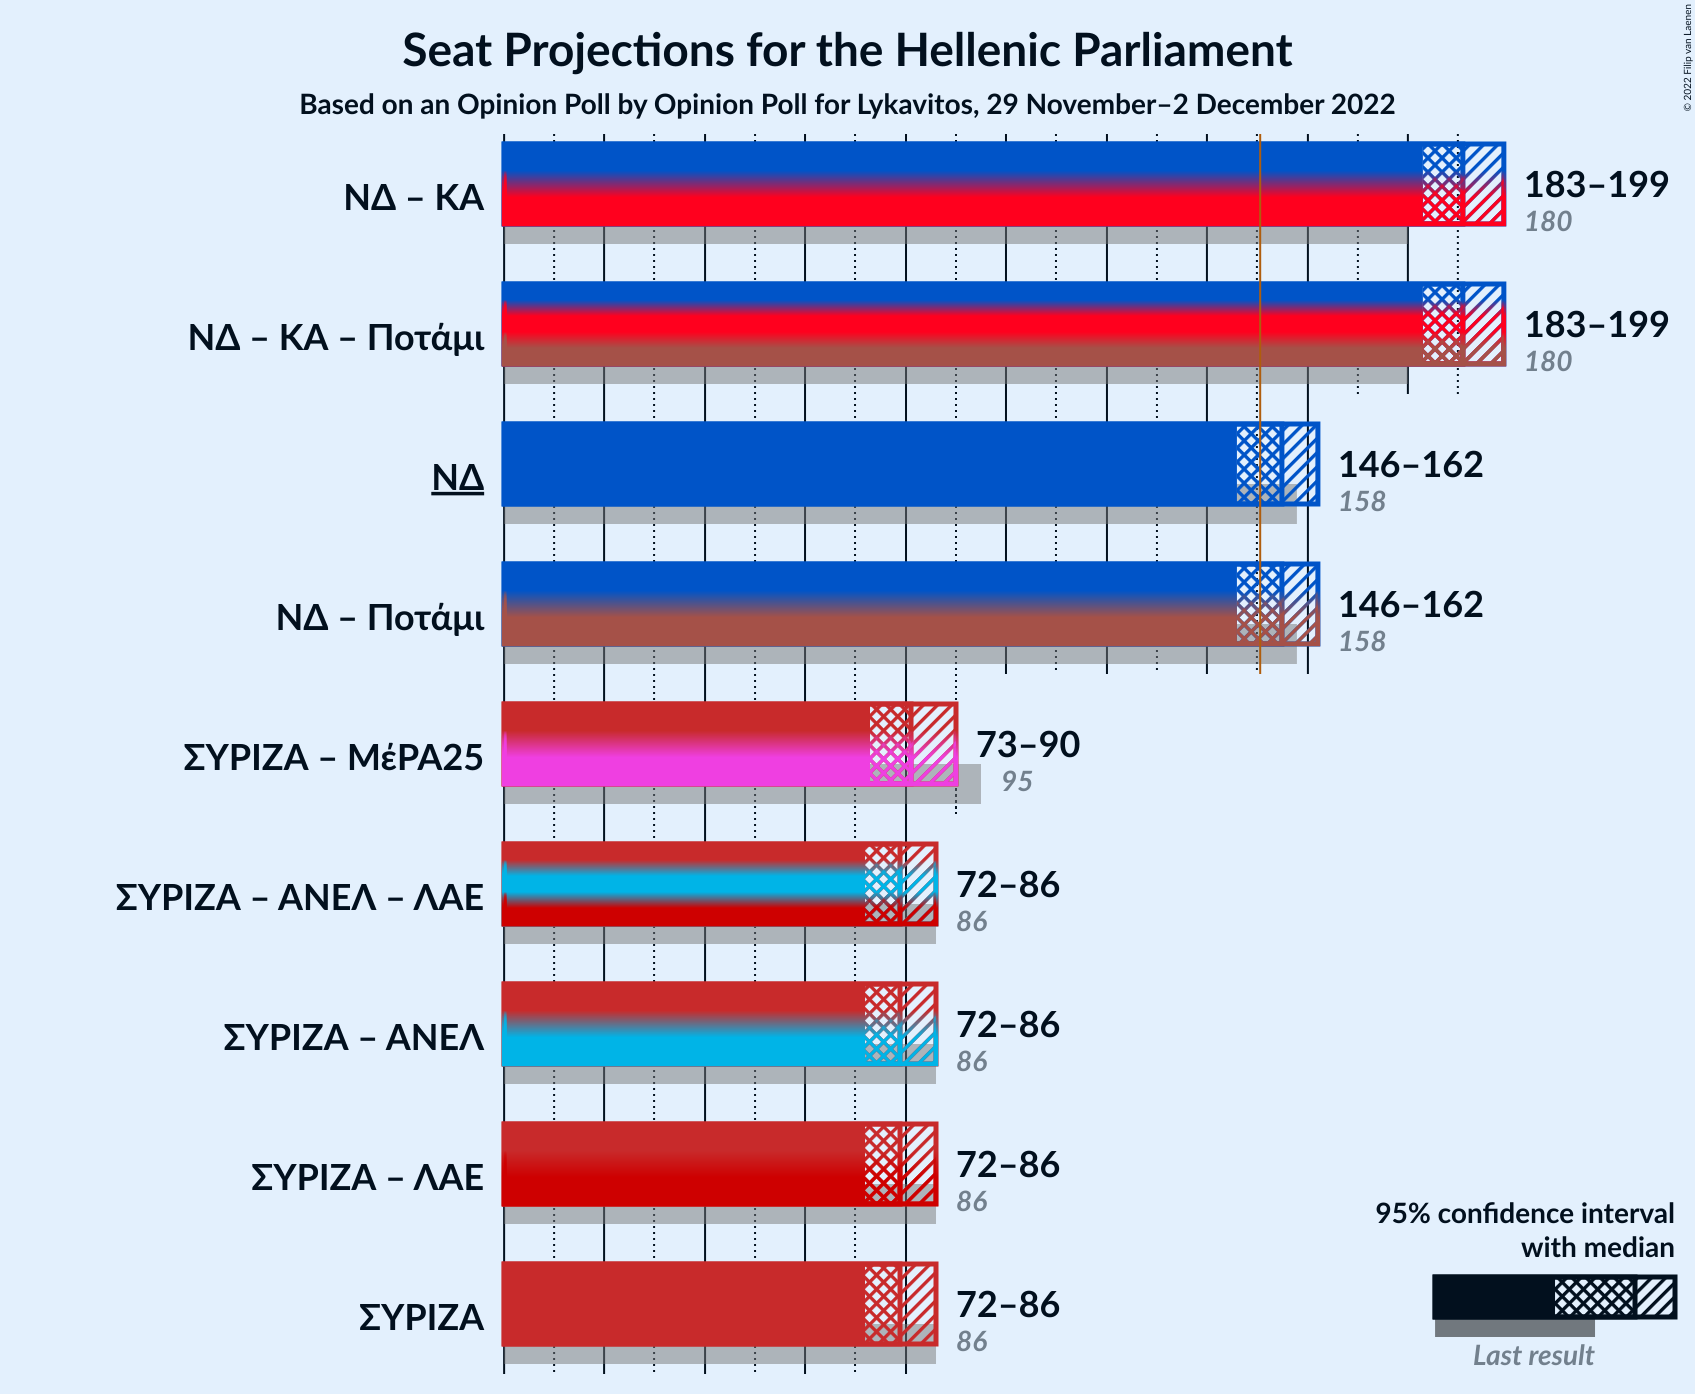 Seat Projections for the Hellenic Parliament
Based on an Opinion Poll by Opinion Poll for Lykavitos, 29 November–2 December 2022
© 2022 Filip van Laenen
ΝΔ – ΚΑ
183–199
180
ΝΔ – ΚΑ – Ποτάμι
183–199
180
ΝΔ
146–162
158
ΝΔ – Ποτάμι
146–162
158
ΣΥΡΙΖΑ – ΜέΡΑ25
73–90
95
ΣΥΡΙΖΑ – ΑΝΕΛ – ΛΑΕ
72–86
86
ΣΥΡΙΖΑ – ΑΝΕΛ
72–86
86
ΣΥΡΙΖΑ – ΛΑΕ
72–86
86
ΣΥΡΙΖΑ
72–86
86
95% confidence interval
with median
Last result